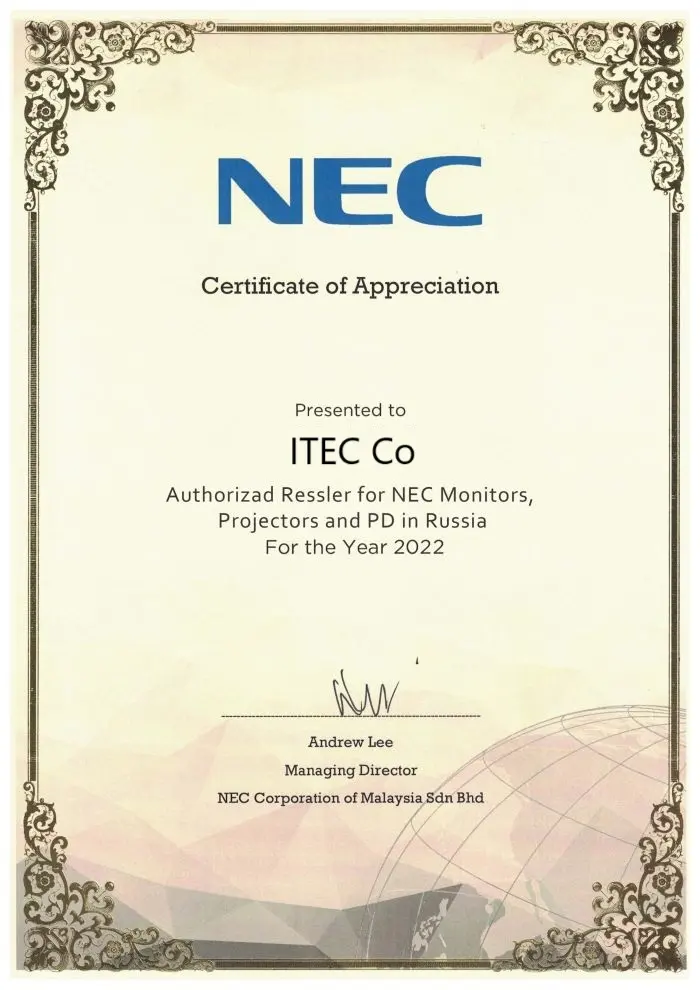 NEC
Certificate of Appreciation
Presented to
ITEC Co
Authorizad Ressler for NEC Monitors,
Projectors and PD in Russia
For the Year 2022
Andrew Lee
Managing Director
NEC Corporation of Malaysia Sdn Bhd